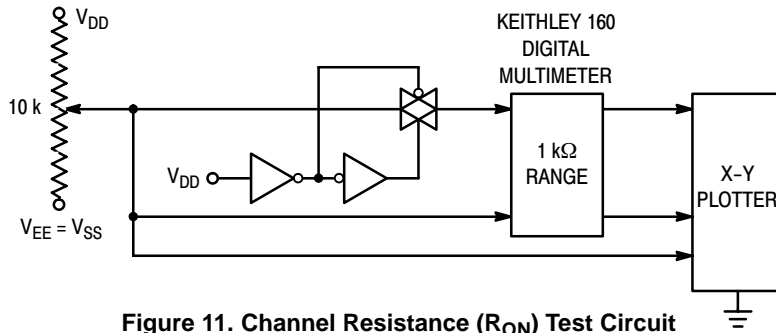 V_DD
10 k
V_EE = V_SS
V_DD
KEITHLEY 160
DIGITAL
MULTIMETER
1 kΩ
RANGE
X–Y
PLOTTER
Figure 11. Channel Resistance (R_ON) Test Circuit